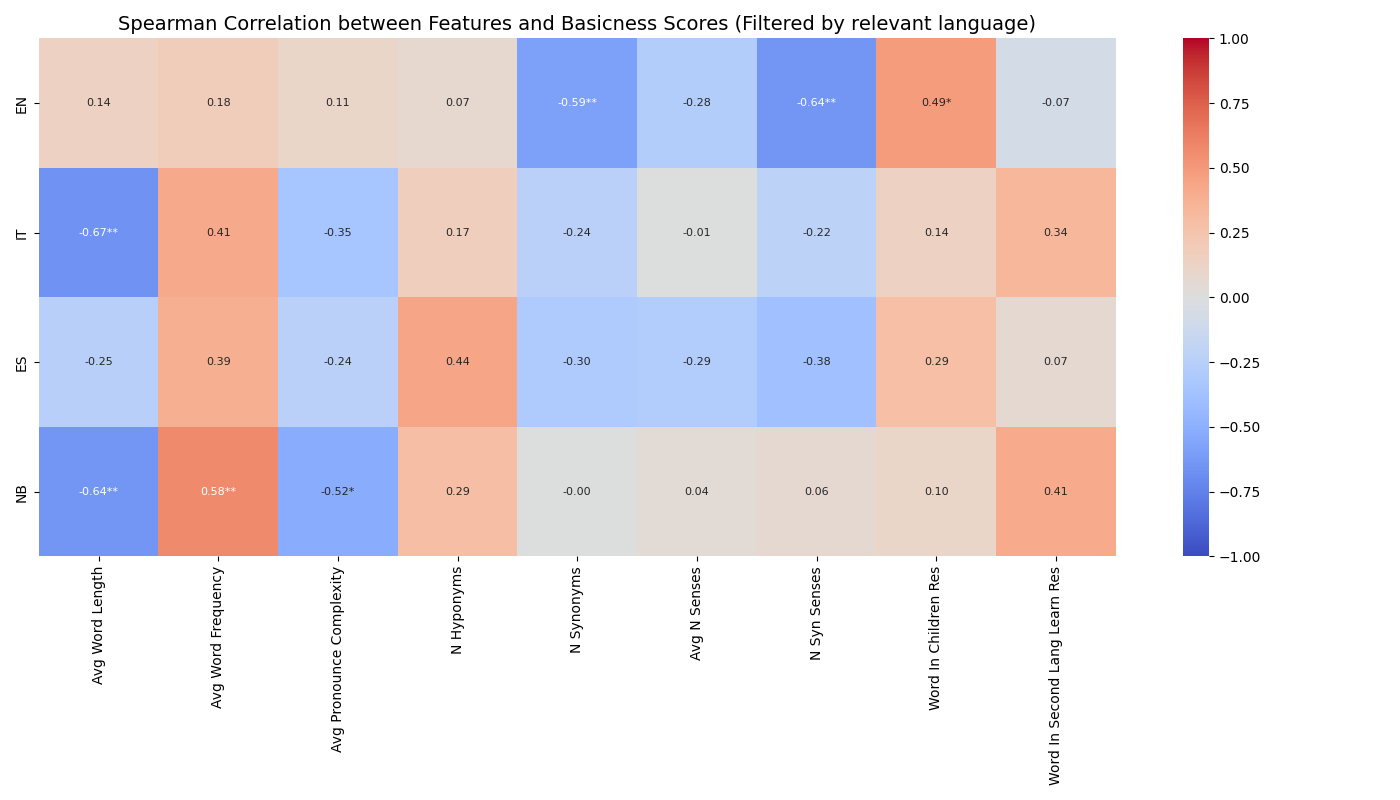 Spearman Correlation between Features and Basicness Scores (Filtered by relevant language)
EN 0.14 0.18 0.11 0.07 -0.59** -0.28 -0.64** 0.49* -0.07
IT -0.67** 0.41 -0.35 0.17 -0.24 -0.01 -0.22 0.14 0.34
ES -0.25 0.39 -0.24 0.44 -0.30 -0.29 -0.38 0.29 0.07
NB -0.64** 0.58** -0.52* 0.29 -0.00 0.04 0.06 0.10 0.41
Avg Word Length
Avg Word Frequency
Avg Pronounce Complexity
N Hyponyms
N Synonyms
Avg N Senses
N Syn Senses
Word In Children Res
Word In Second Lang Learn Res
1.00
0.75
0.50
0.25
0.00
−0.25
−0.50
−0.75
−1.00